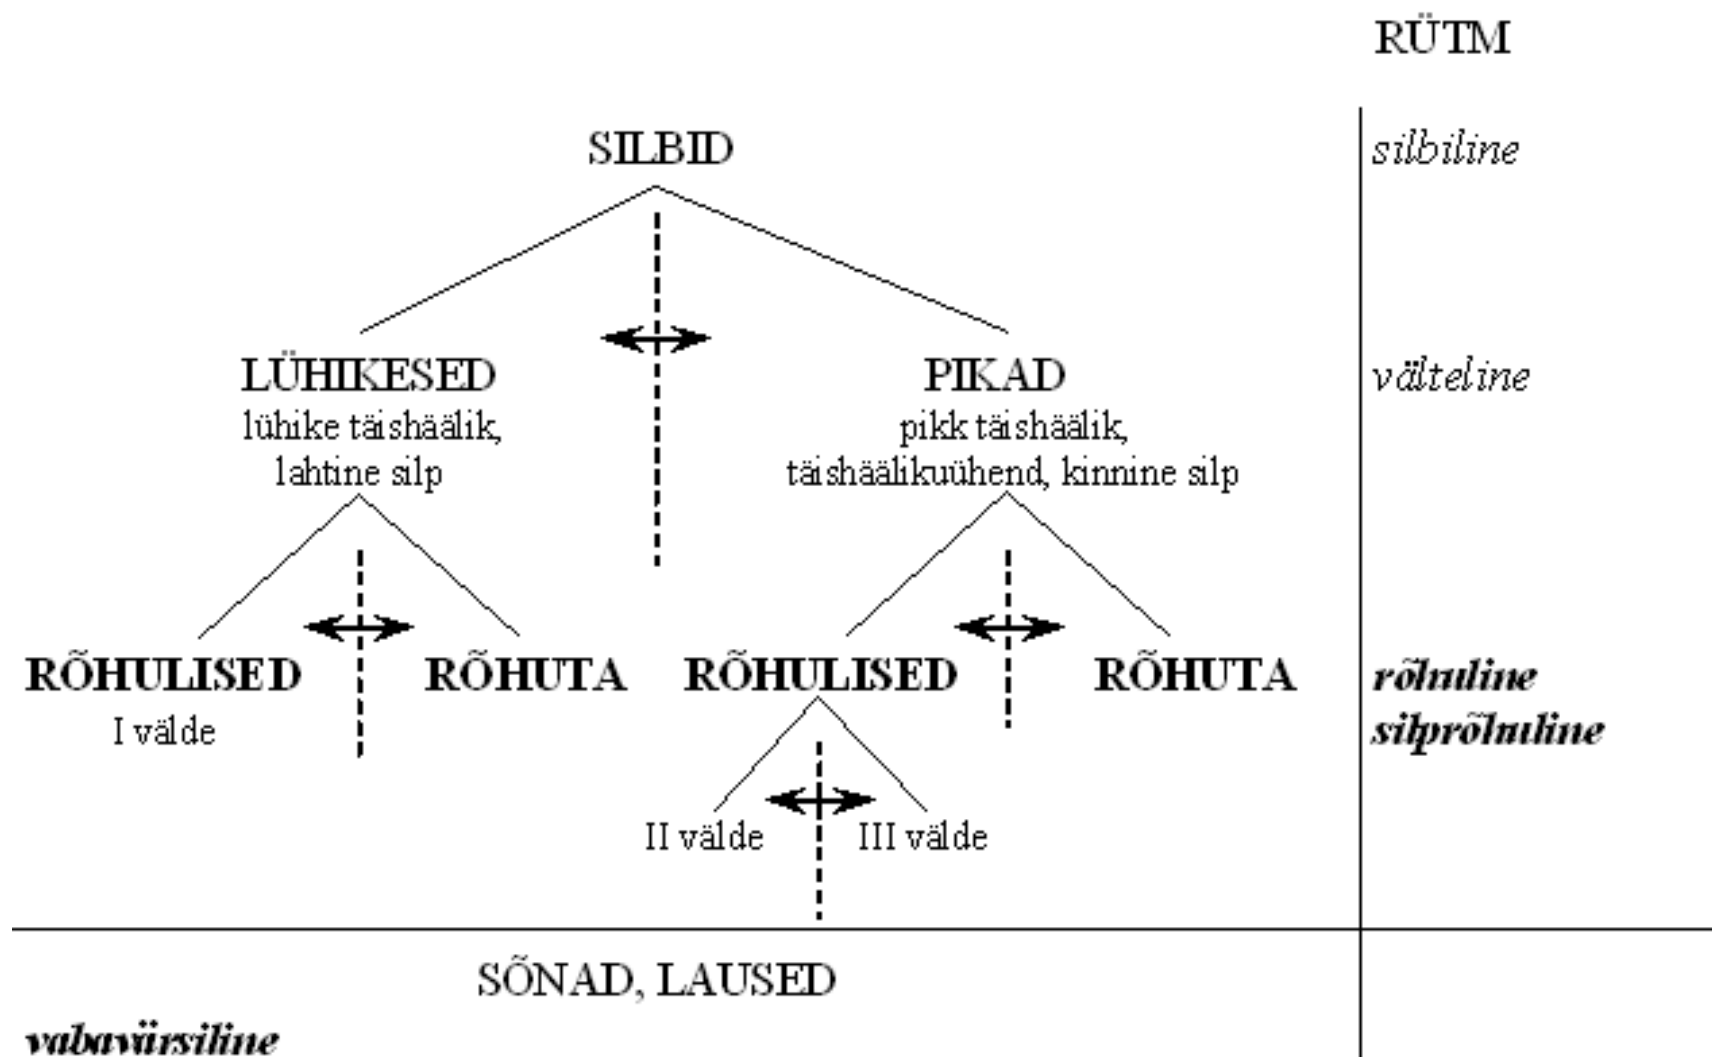 RÜTM
SILBID silbiline
LÜHIKESED PIKAD välteline
lühike täishäälik, pikk täishäälik,
lahtine silp täishäälikuühend, kinnine silp
RÕHULISED RÕHUTA RÕHULISED RÕHUTA rõhuline
I välde silprõhuline
II välde III välde
SÕNAD, LAUSED
vabavärsiline